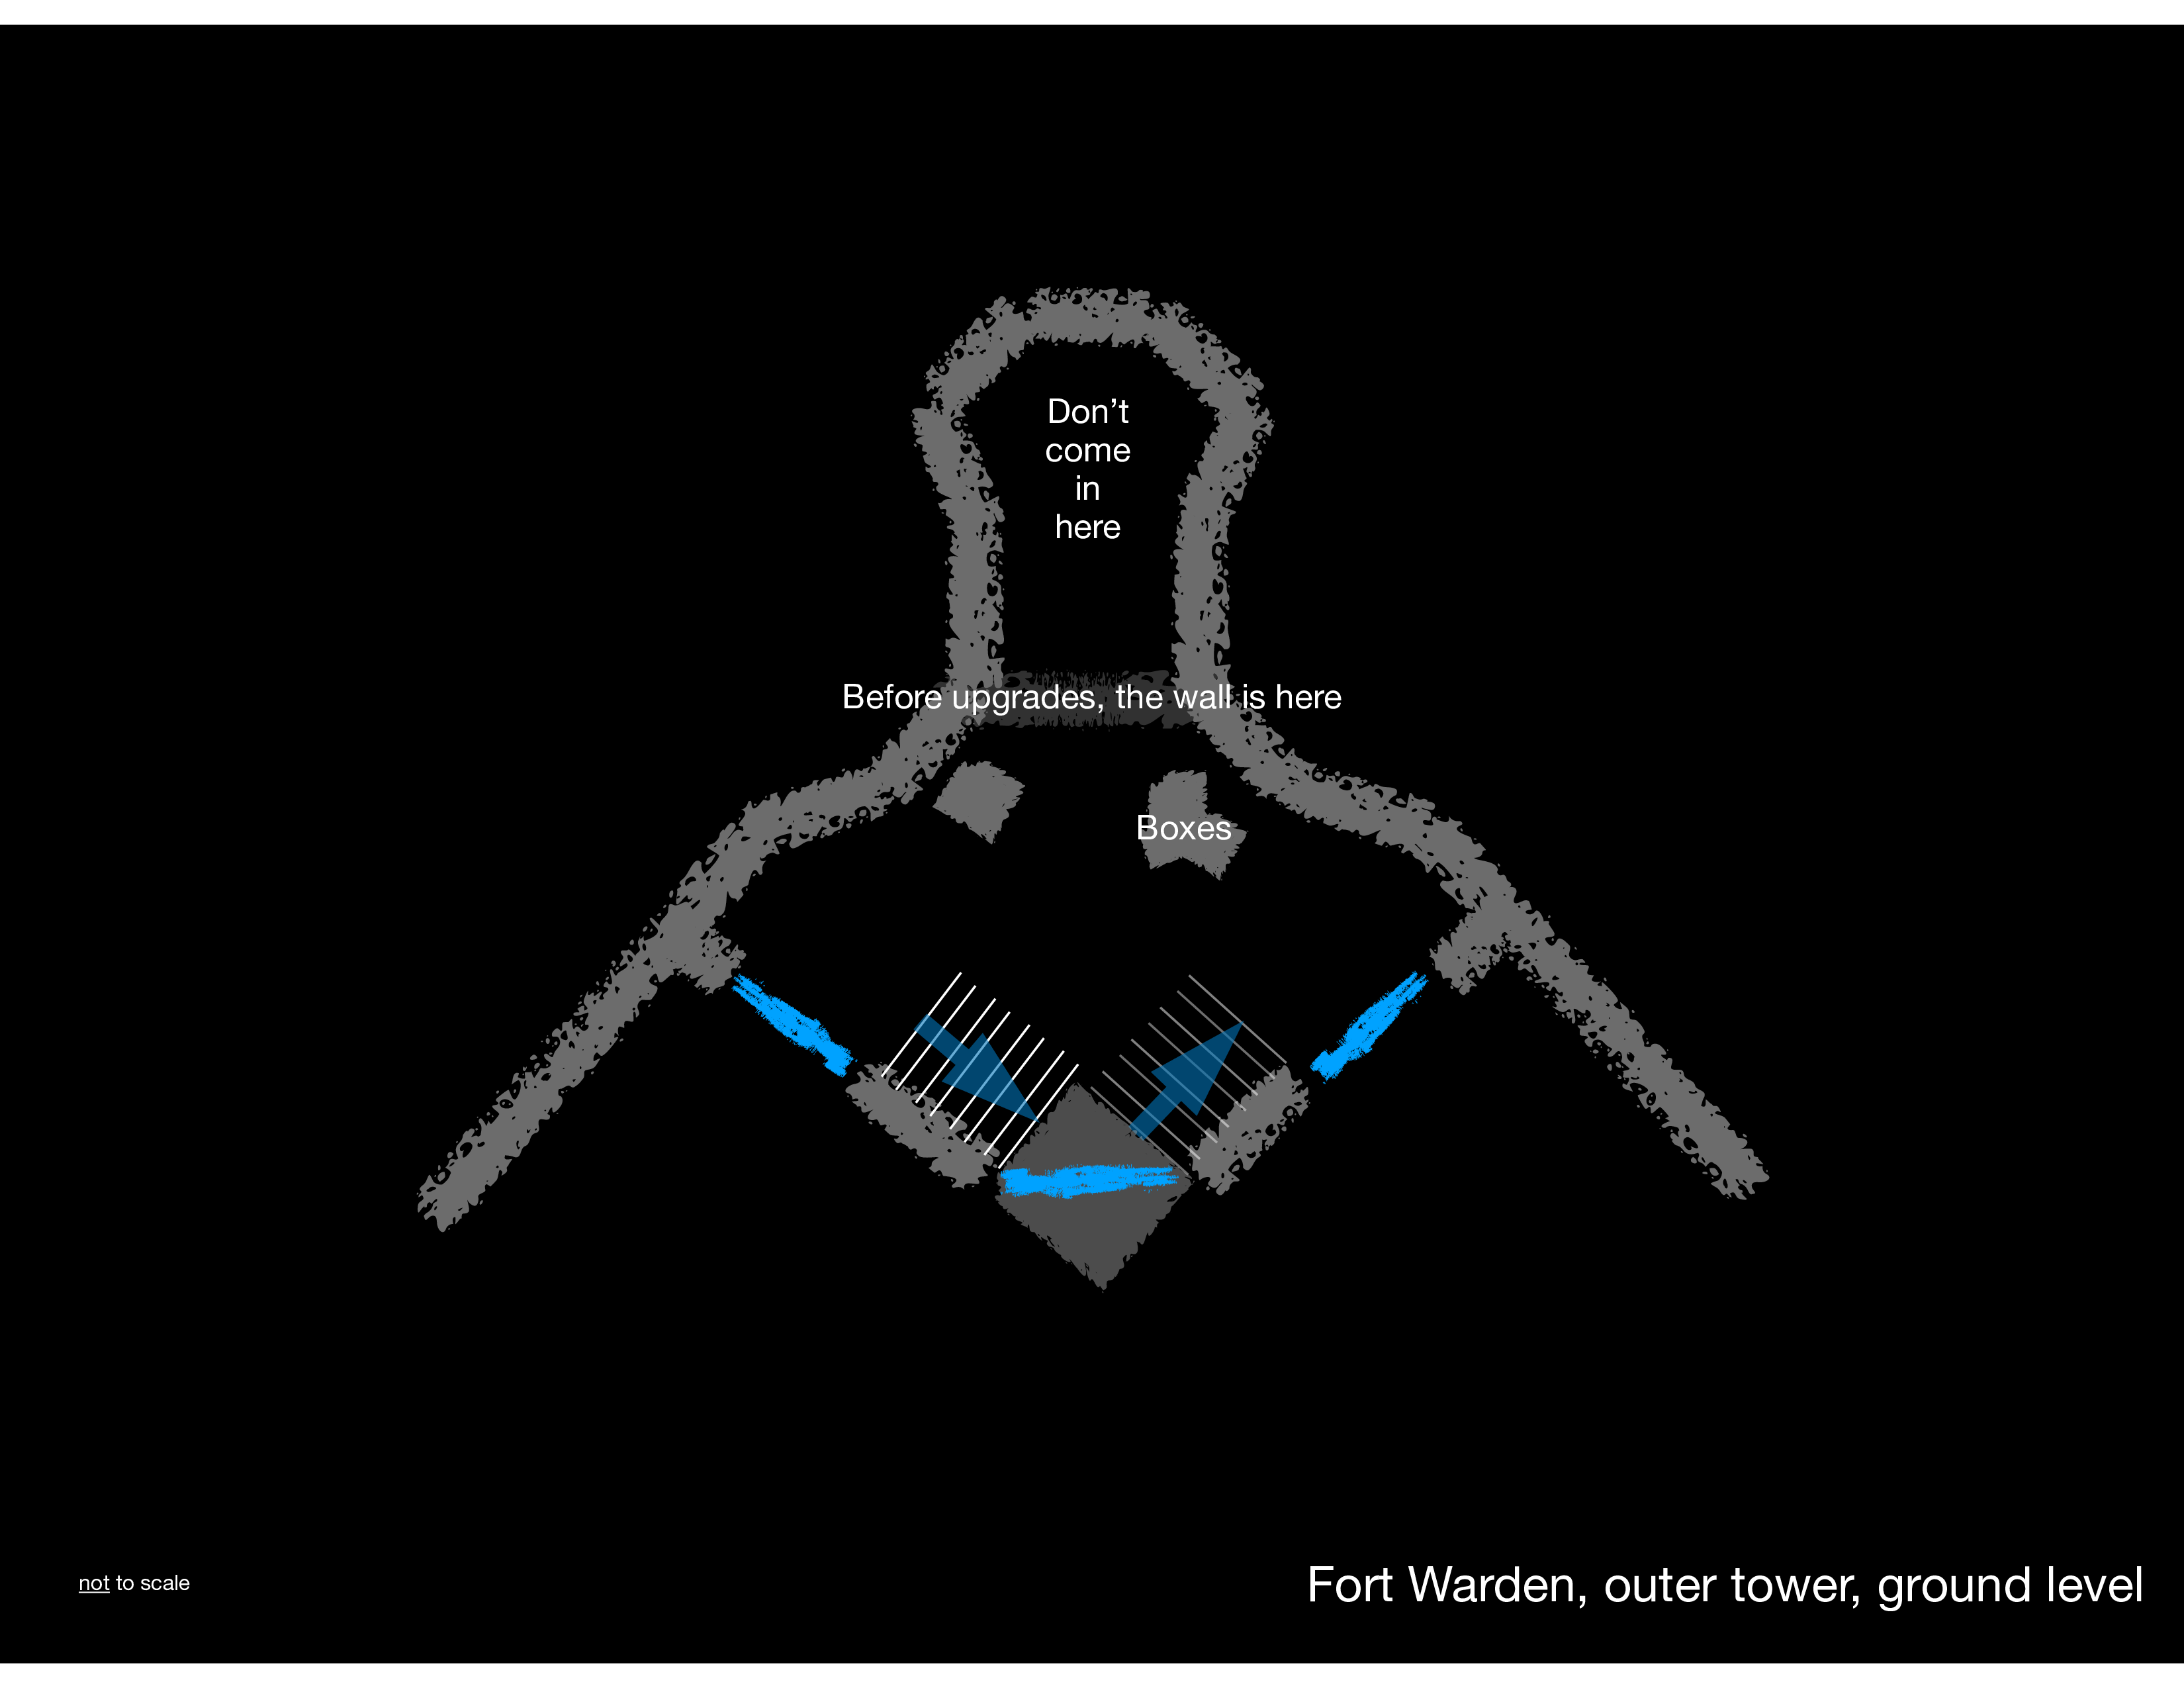 Don’t
come
in
here
Before upgrades, the wall is here
Boxes
not to scale
Fort Warden, outer tower, ground level